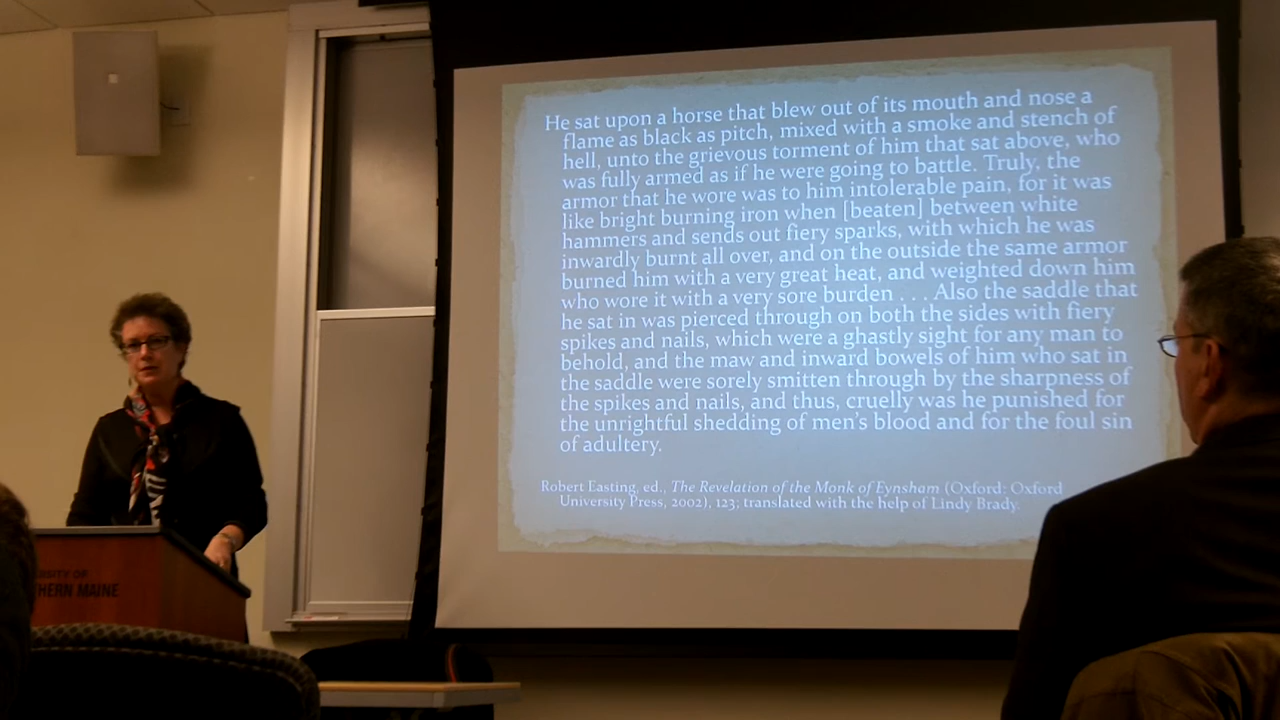 He sat upon a horse that blew out of its mouth and nose a
flame as black as pitch, mixed with a smoke and stench of
hell, unto the grievous torment of him that sat above, who
was fully armed as if he were going to battle. Truly, the
armor that he wore was to him intolerable pain, for it was
like bright burning iron when [beaten] between white
hammers and sends out fiery sparks, with which he was
inwardly burnt all over, and on the outside the same armor
burned him with a very great heat, and weighted down him
who wore it with a very sore burden . . . Also the saddle that
he sat in was pierced through on both the sides with fiery
spikes and nails, which were a ghastly sight for any man to
behold, and the maw and inward bowels of him who sat in
the saddle were sorely smitten through by the sharpness of
the spikes and nails, and thus, cruelly was he punished for
the unrightful shedding of men's blood and for the foul sin
of adultery.
Robert Easting, ed., The Revelation of the Monk of Eynsham (Oxford: Oxford
University Press, 2002), 123; translated with the help of Lindy Brady.
RSITY OF
HERN MAINE